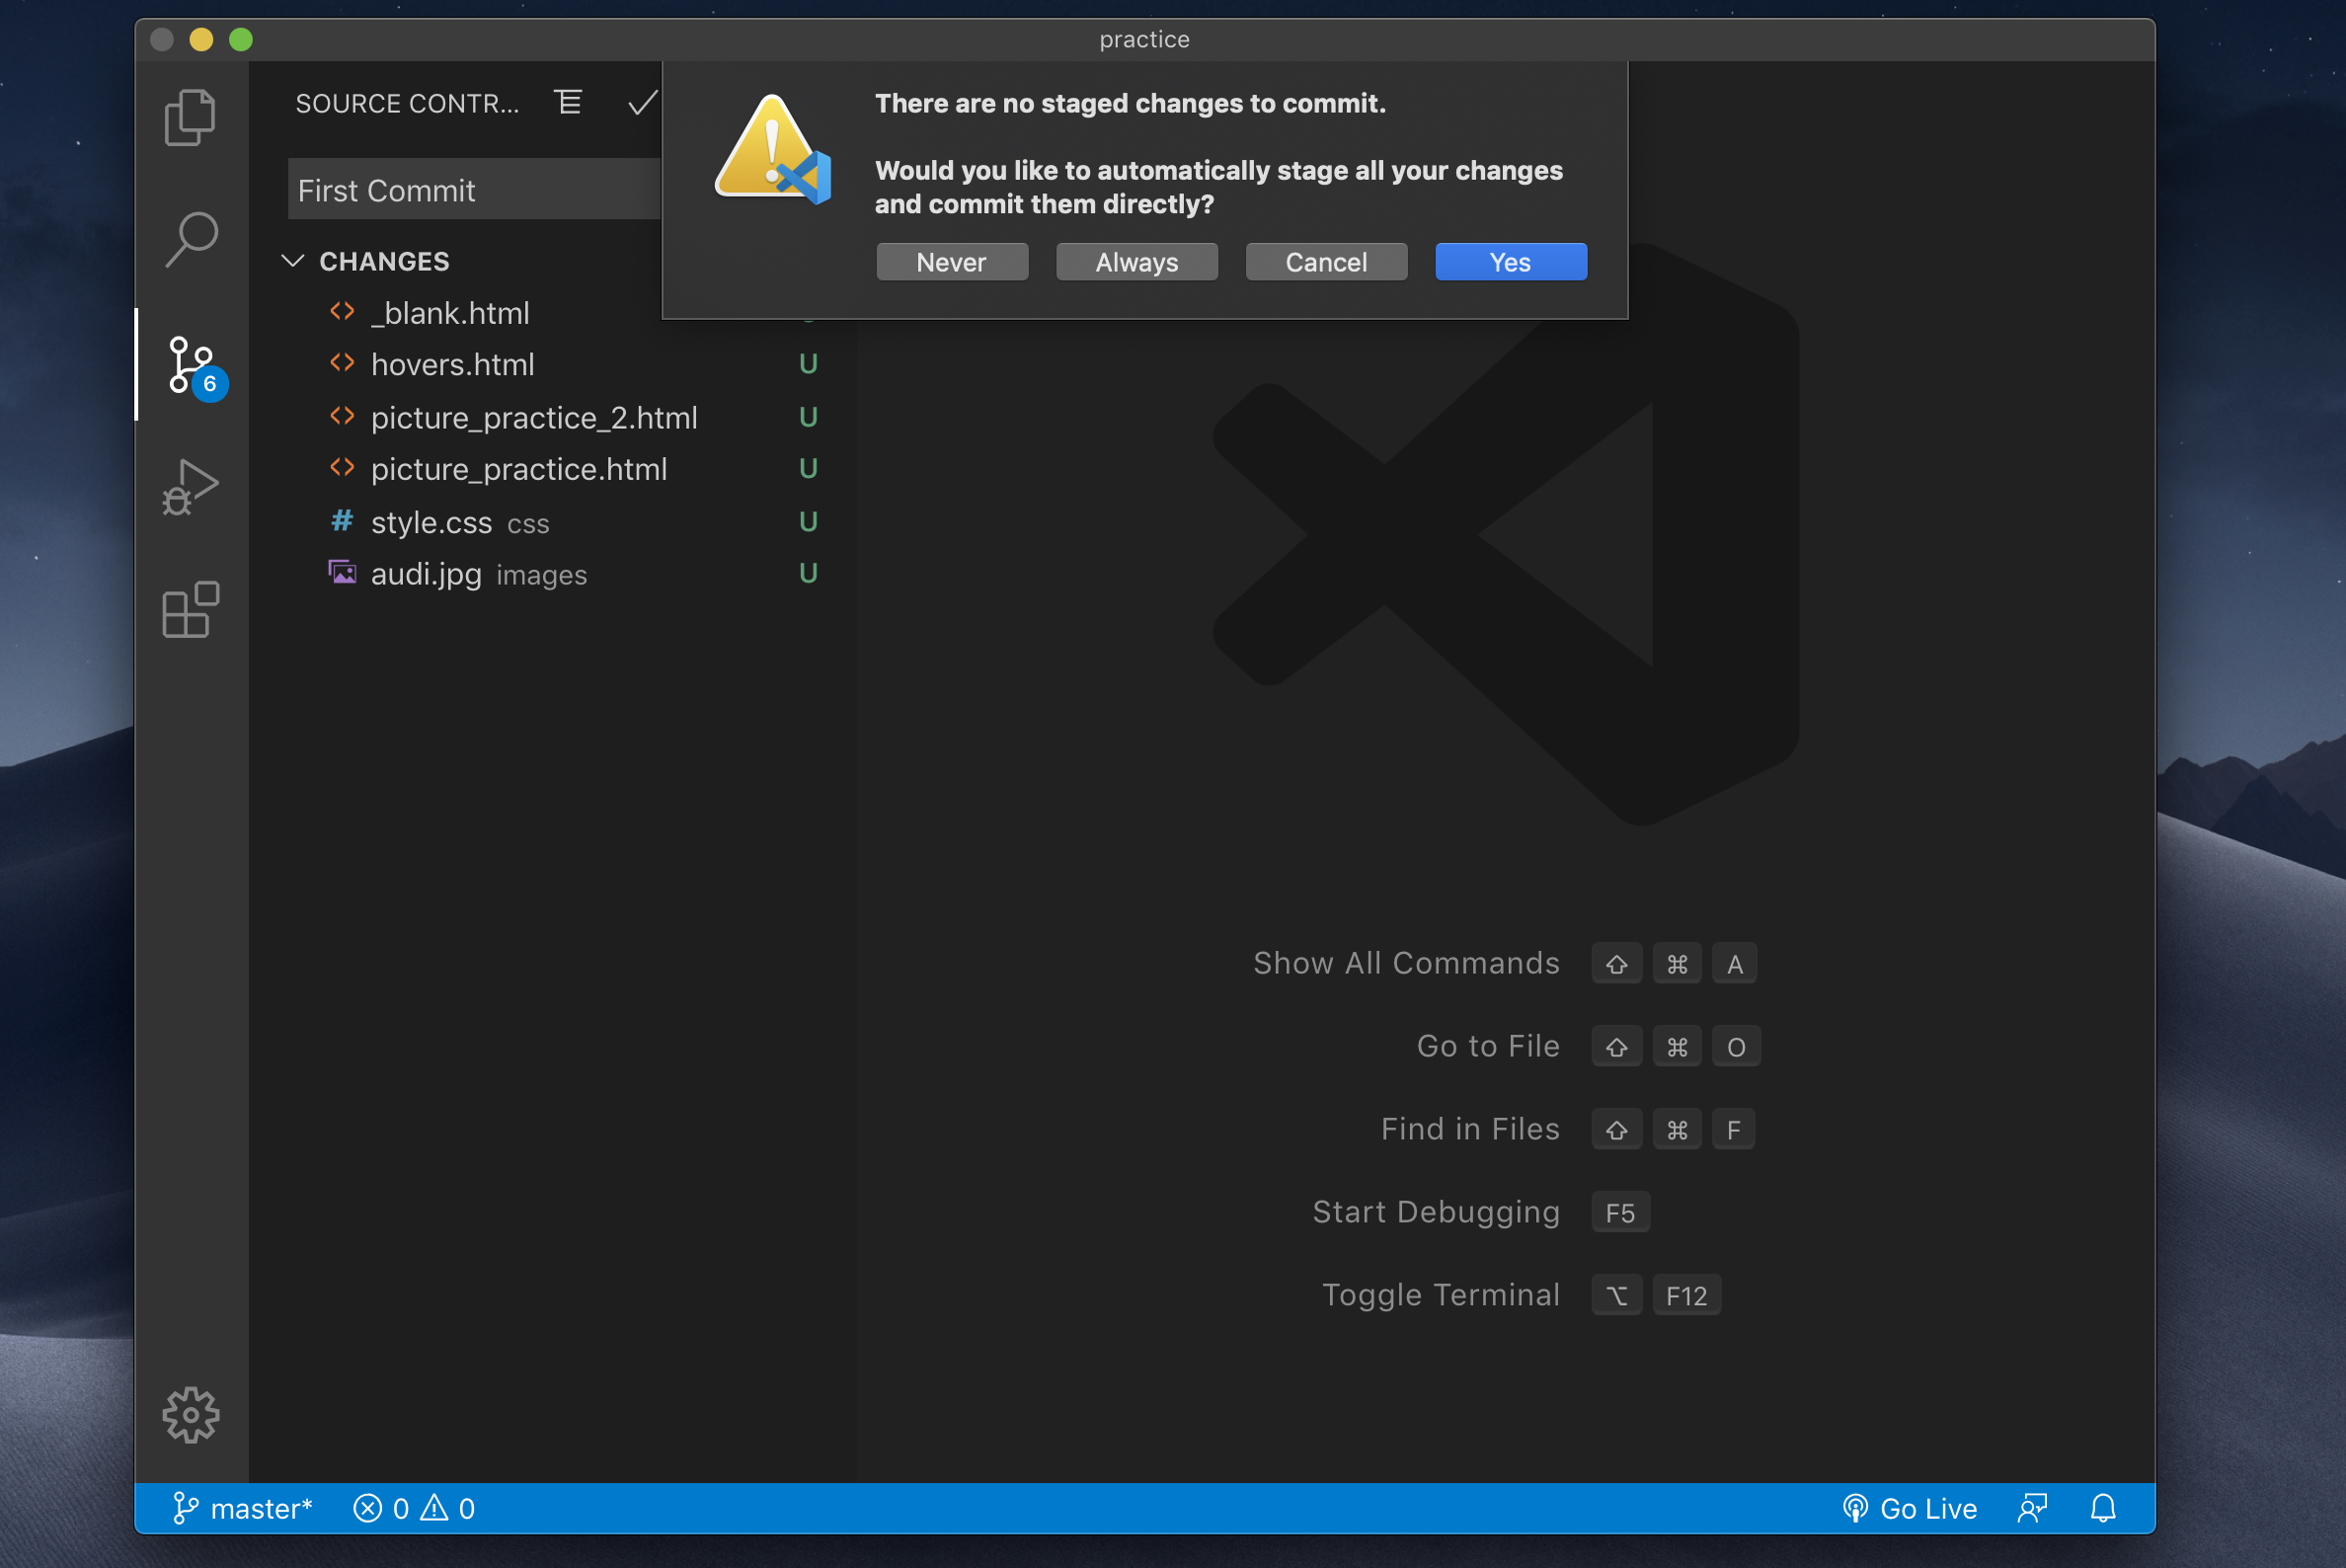 practice
SOURCE CONTR...
There are no staged changes to commit.
Would you like to automatically stage all your changes
and commit them directly?
Never Always Cancel Yes
First Commit
CHANGES
_blank.html
hovers.html U
6
picture_practice_2.html U
picture_practice.html U
# style.css css U
audi.jpg images U
Show All Commands ⇧ ⌘ A
Go to File ⇧ ⌘ O
Find in Files ⇧ ⌘ F
Start Debugging F5
Toggle Terminal ⌥ F12
master* 0 0 Go Live